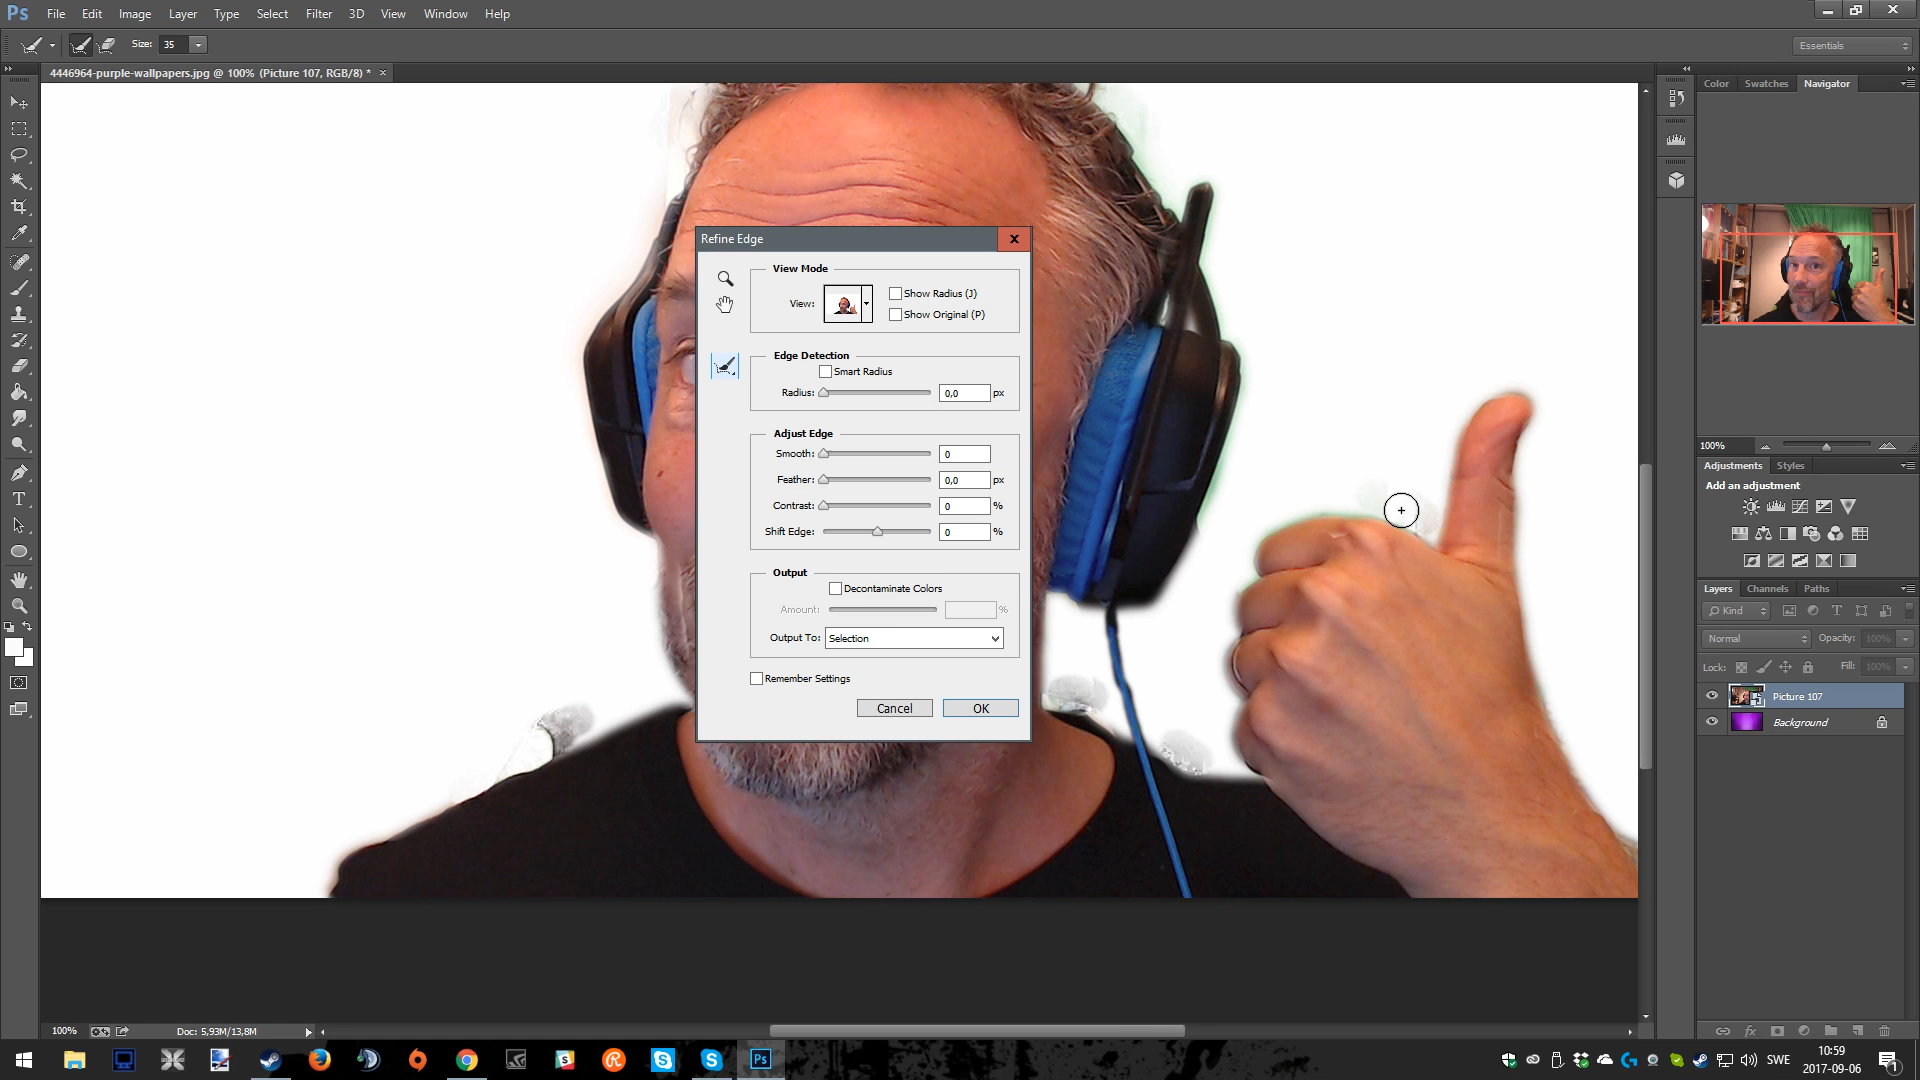 Ps File Edit Image Layer Type Select Filter 3D View Window Help
Size: 35 Essentials
4446964-purple-wallpapers.jpg @ 100% (Picture 107, RGB/8) *
Color Swatches Navigator
Refine Edge
View Mode
View:
Show Radius (J)
Show Original (P)
Edge Detection
Smart Radius
Radius: 0,0 px
Adjust Edge
Smooth: 0
Feather: 0,0 px
Contrast: 0 %
Shift Edge: 0 %
Output
Decontaminate Colors
Amount: %
Output To: Selection
Remember Settings
Cancel OK
100%
Adjustments Styles
Add an adjustment
Layers Channels Paths
Kind
Normal Opacity: 100%
Lock: Fill: 100%
Picture 107
Background
100% Doc: 5,93M/13,8M
Ps
SWE
10:59
2017-09-06
1